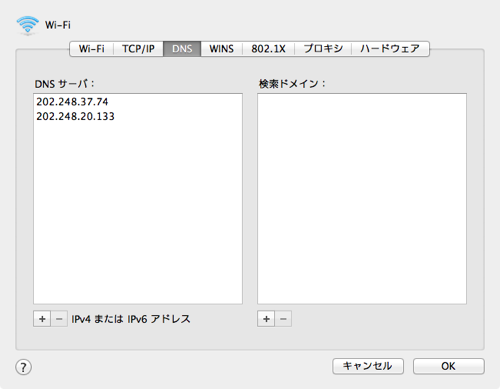 Wi-Fi
Wi-Fi TCP/IP DNS WINS 802.1X プロキシ ハードウェア
DNS サーバ：
202.248.37.74
202.248.20.133
検索ドメイン：
+ − IPv4 または IPv6 アドレス
+ −
? キャンセル OK